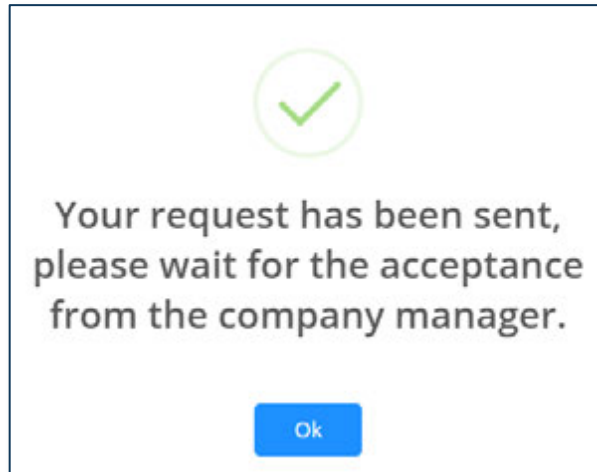 Your request has been sent,
please wait for the acceptance
from the company manager.
Ok